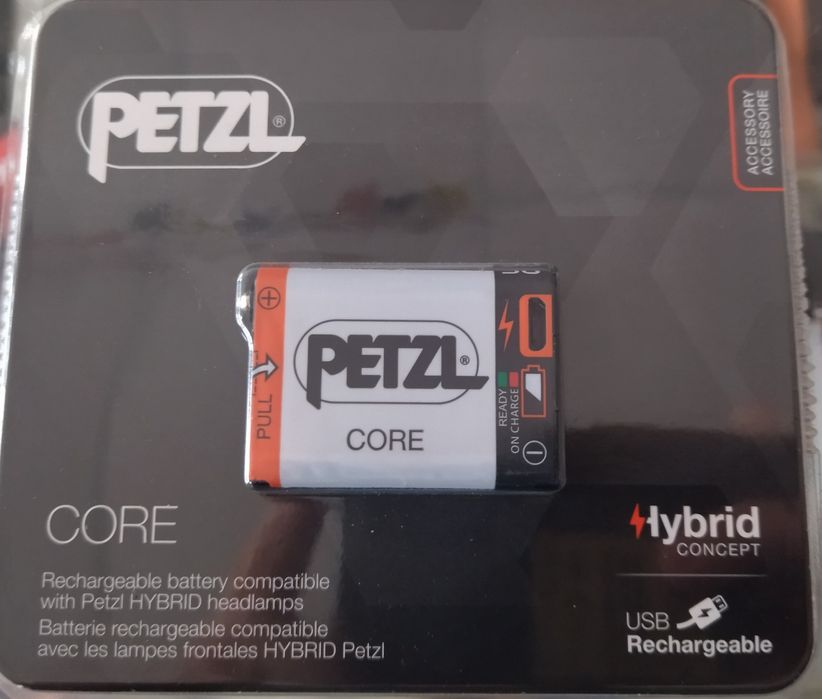 PETZL®
ACCESSORY
ACCESSOIRE
PULL
PETZL®
CORE
READY
ON CHARGE
CORE
Rechargeable battery compatible
with Petzl HYBRID headlamps
Batterie rechargeable compatible
avec les lampes frontales HYBRID Petzl
Hybrid
CONCEPT
USB
Rechargeable